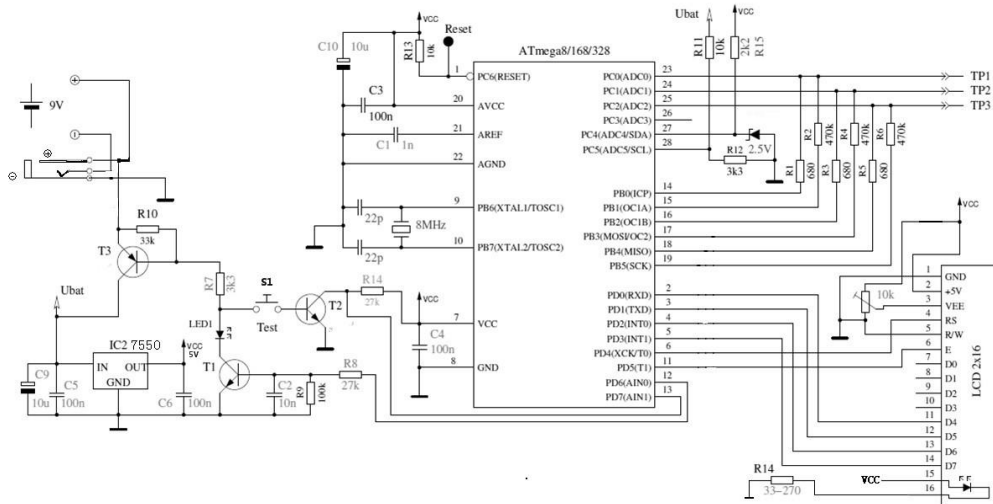 VCC
Reset
C10
10u
R13
10k
ATmega8/168/328
Ubat
VCC
R11
10k
2k2
R15
1
PC6(RESET)
PC0(ADC0)
23
TP1
PC1(ADC1)
24
TP2
PC2(ADC2)
25
TP3
C3
100n
20
AVCC
PC3(ADC3)
26
9V
C1
1n
21
AREF
PC4(ADC4/SDA)
27
2.5V
PC5(ADC5/SCL)
28
R12
3k3
22
AGND
R2
470k
R4
470k
R6
470k
R1
680
R3
680
R5
680
PB0(ICP)
14
22p
9
PB6(XTAL1/TOSC1)
PB1(OC1A)
15
8MHz
PB2(OC1B)
16
VCC
R10
33k
PB3(MOSI/OC2)
17
22p
10
PB7(XTAL2/TOSC2)
PB4(MISO)
18
PB5(SCK)
19
T3
R7
3k3
S1
Test
T2
R14
27k
VCC
PD0(RXD)
2
PD1(TXD)
3
PD2(INT0)
4
PD3(INT1)
5
PD4(XCK/T0)
6
PD5(T1)
11
PD6(AIN0)
12
PD7(AIN1)
13
10k
1
GND
2
+5V
3
VEE
4
RS
5
R/W
6
E
7
D0
8
D1
9
D2
10
D3
11
D4
12
D5
13
D6
14
D7
15
16
LCD 2x16
Ubat
LED1
7
VCC
C4
100n
8
GND
IC2 7550
VCC
5V
IN OUT
GND
C9
10u
C5
100n
C6
100n
T1
C2
10n
R9
100k
R8
27k
R14
33-270
VCC